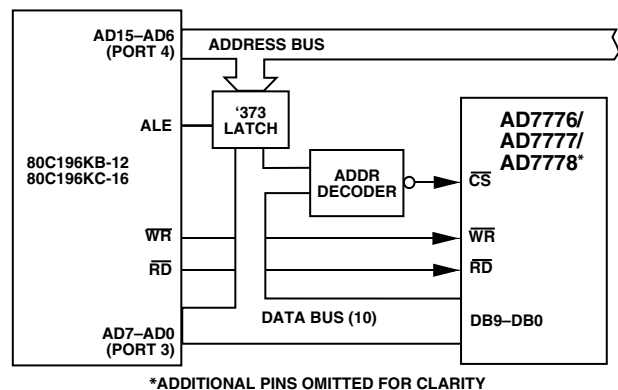 AD15–AD6
(PORT 4)
ADDRESS BUS
'373
LATCH
ALE
80C196KB-12
80C196KC-16
ADDR
DECODER
AD7776/
AD7777/
AD7778*
CS
WR
WR
RD
RD
AD7–AD0
(PORT 3)
DATA BUS (10)
DB9–DB0
*ADDITIONAL PINS OMITTED FOR CLARITY